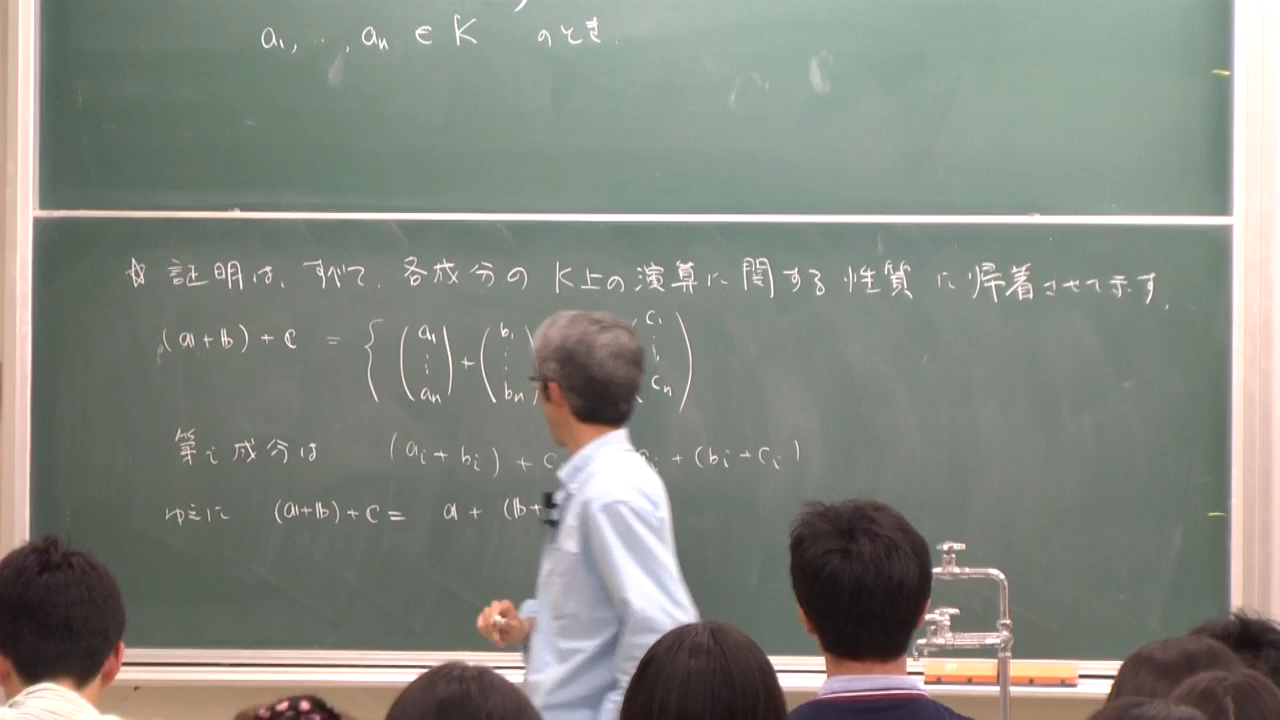 a₁, ‥, aₙ ∈ K のとき.
☆ 証明は、すべて、各成分の K上の演算に関する性質に帰着させて示す.
(𝕒+𝕓)+𝕔 = { (a₁ ⋮ aₙ) + (b₁ ⋮ bₙ) (c₁ ⋮ cₙ)
第 i 成分は (aᵢ + bᵢ) + c + (bᵢ + cᵢ)
ゆえに (𝕒+𝕓)+𝕔 = 𝕒 + (𝕓+